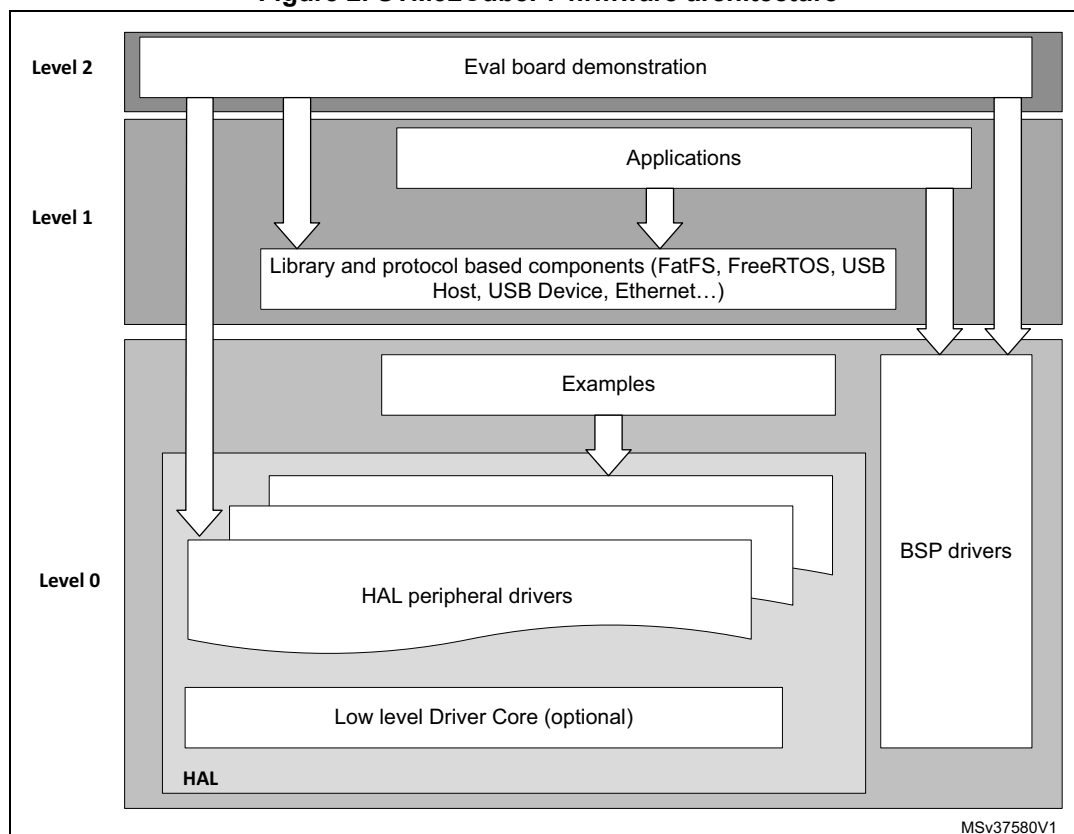 Level 2
Eval board demonstration
Applications
Level 1
Library and protocol based components (FatFS, FreeRTOS, USB
Host, USB Device, Ethernet…)
Examples
BSP drivers
Level 0
HAL peripheral drivers
Low level Driver Core (optional)
HAL
MSv37580V1